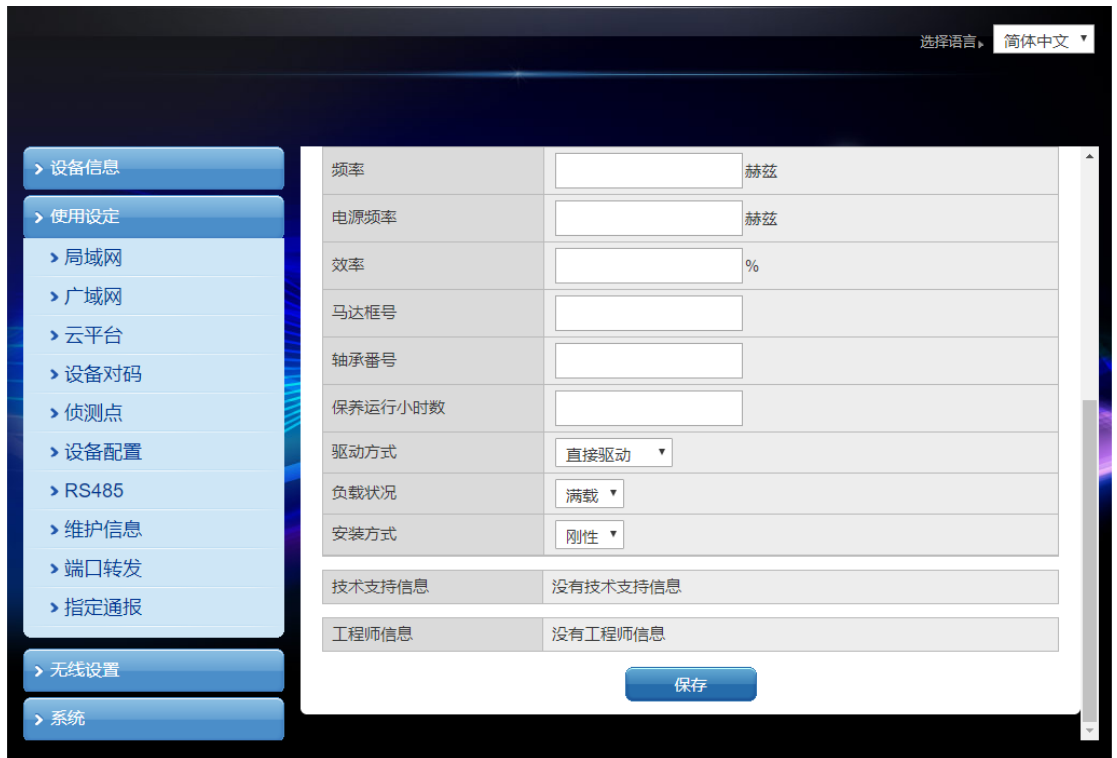 选择语言 简体中文
设备信息
使用设定
局域网
广域网
云平台
设备对码
侦测点
设备配置
RS485
维护信息
端口转发
指定通报
无线设置
系统
频率 赫兹
电源频率 赫兹
效率 %
马达框号
轴承番号
保养运行小时数
驱动方式 直接驱动
负载状况 满载
安装方式 刚性
技术支持信息 没有技术支持信息
工程师信息 没有工程师信息
保存